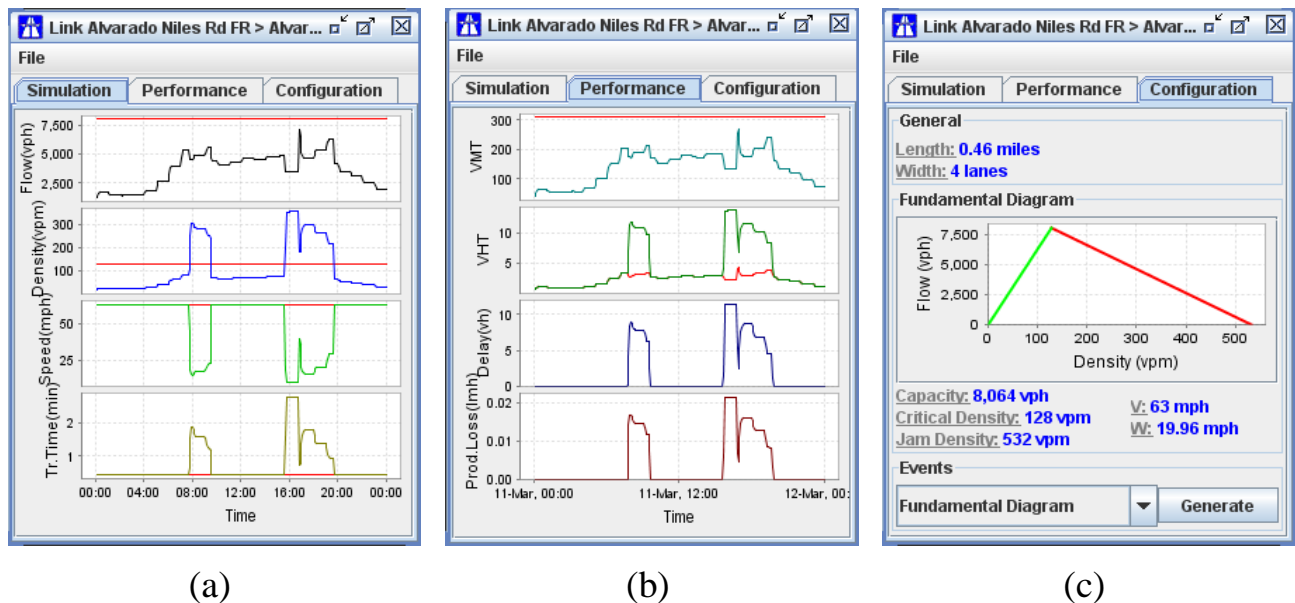 Link Alvarado Niles Rd FR > Alvar...
File
Simulation Performance Configuration
Flow(vph)
7,500
5,000
2,500
Density(vpm)
300
200
100
Speed(mph)
50
25
Tr.Time(min)
2
1
00:00 04:00 08:00 12:00 16:00 20:00 00:00
Time
(a)
Link Alvarado Niles Rd FR > Alvar...
File
Simulation Performance Configuration
VMT
300
200
100
VHT
10
5
Delay(vh)
10
5
0
Prod.Loss(lmh)
0.02
0.01
0.00
11-Mar, 00:00 11-Mar, 12:00 12-Mar, 00:
Time
(b)
Link Alvarado Niles Rd FR > Alvar...
File
Simulation Performance Configuration
General
Length: 0.46 miles
Width: 4 lanes
Fundamental Diagram
Flow (vph)
7,500
5,000
2,500
0
0 100 200 300 400 500
Density (vpm)
Capacity: 8,064 vph
Critical Density: 128 vpm
Jam Density: 532 vpm
V: 63 mph
W: 19.96 mph
Events
Fundamental Diagram Generate
(c)